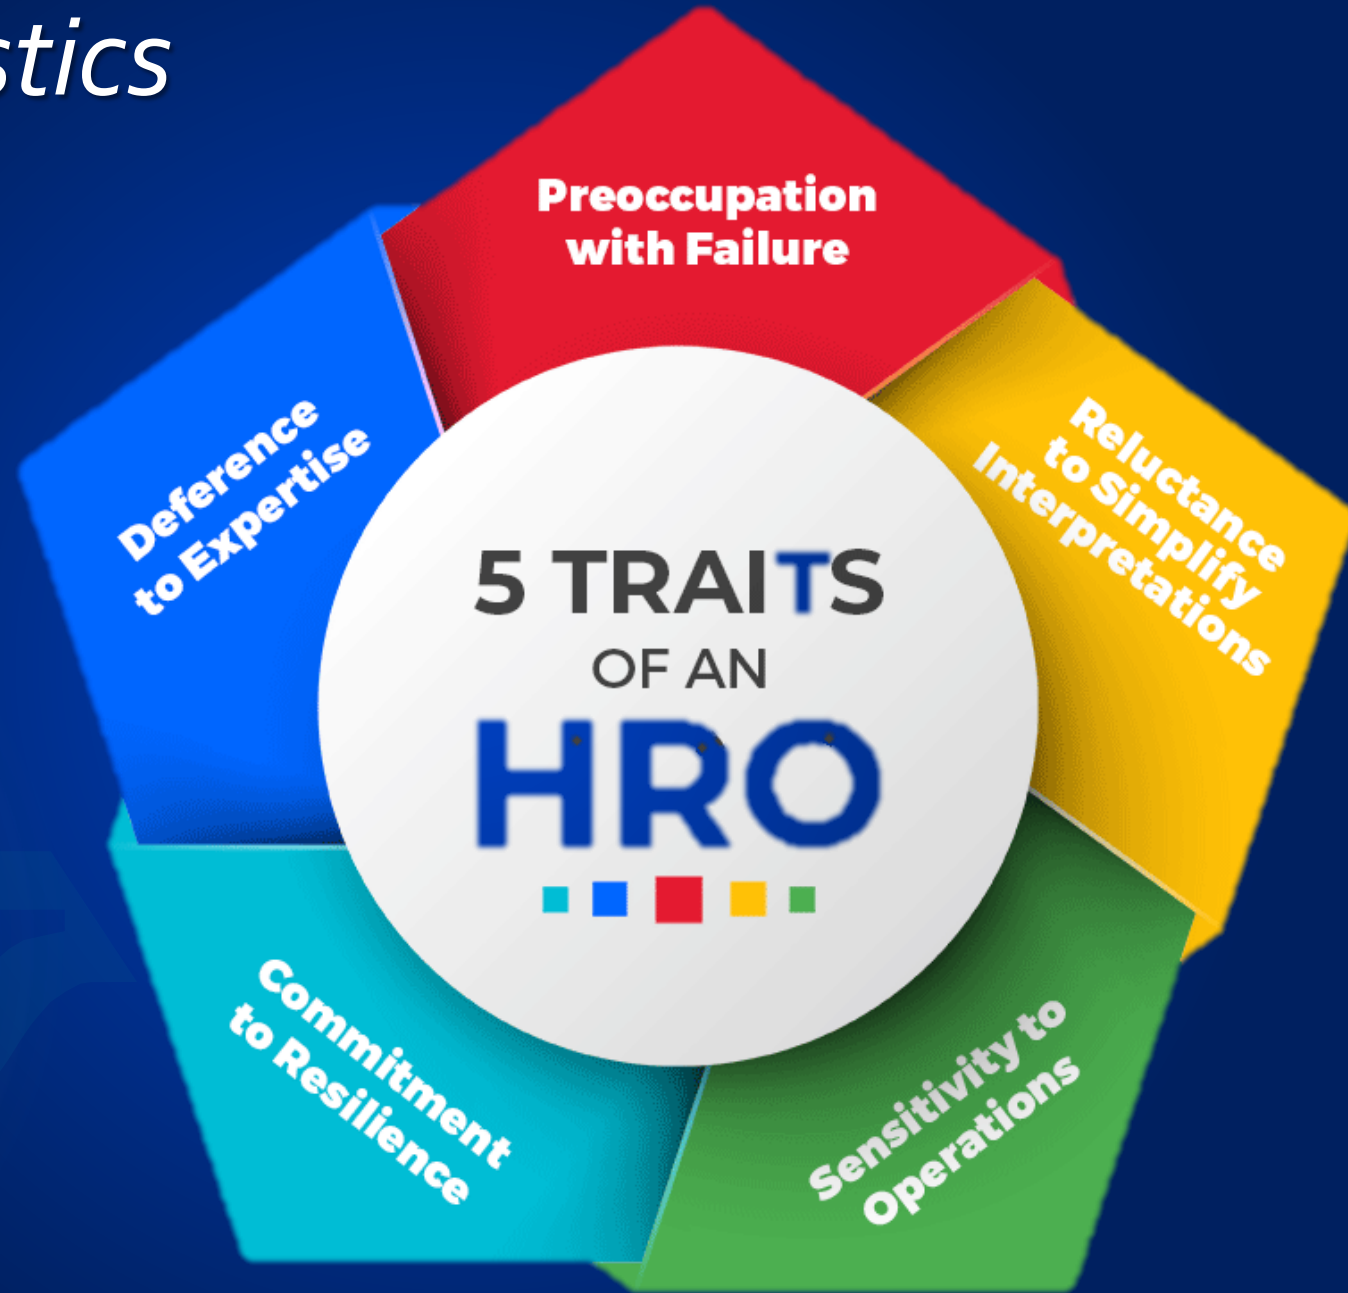 stics
Preoccupation
with Failure
Reluctance
to Simplify
Interpretations
Sensitivity to
Operations
Commitment
to Resilience
Deference
to Expertise
5 TRAITS
OF AN
HRO